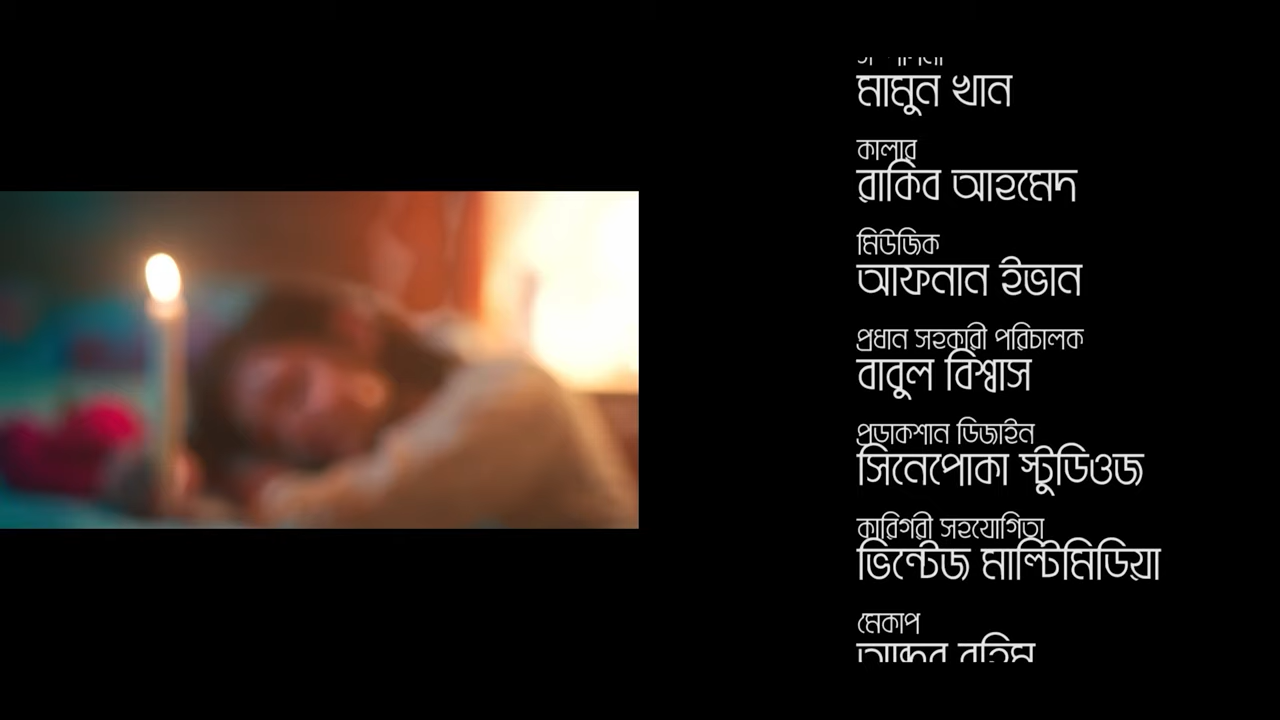 মামুন খান
কালার
রাকিব আহমেদ
মিউজিক
আফনান ইভান
প্রধান সহকারী পরিচালক
বাবুল বিশ্বাস
প্রডাকশান ডিজাইন
সিনেপোকা স্টুডিওজ
কারিগরী সহযোগিতা
ভিন্টেজ মাল্টিমিডিয়া
মেকাপ